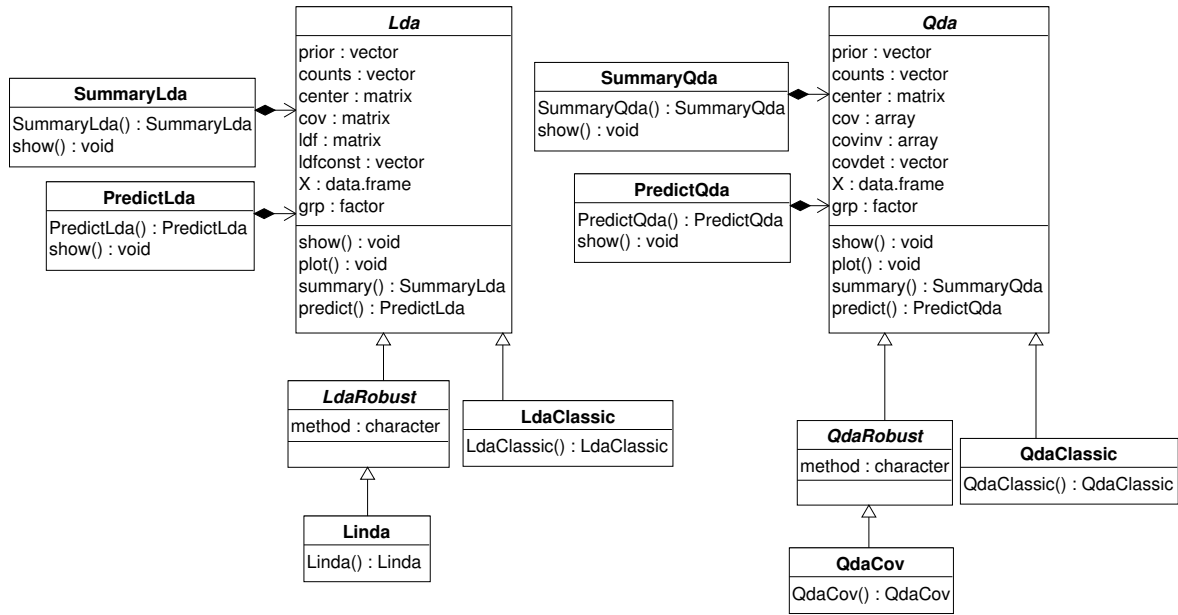 Lda
prior : vector
counts : vector
center : matrix
cov : matrix
ldf : matrix
ldfconst : vector
X : data.frame
grp : factor
show() : void
plot() : void
summary() : SummaryLda
predict() : PredictLda
SummaryLda
SummaryLda() : SummaryLda
show() : void
PredictLda
PredictLda() : PredictLda
show() : void
LdaRobust
method : character
LdaClassic
LdaClassic() : LdaClassic
Linda
Linda() : Linda
Qda
prior : vector
counts : vector
center : matrix
cov : array
covinv : array
covdet : vector
X : data.frame
grp : factor
show() : void
plot() : void
summary() : SummaryQda
predict() : PredictQda
SummaryQda
SummaryQda() : SummaryQda
show() : void
PredictQda
PredictQda() : PredictQda
show() : void
QdaRobust
method : character
QdaClassic
QdaClassic() : QdaClassic
QdaCov
QdaCov() : QdaCov